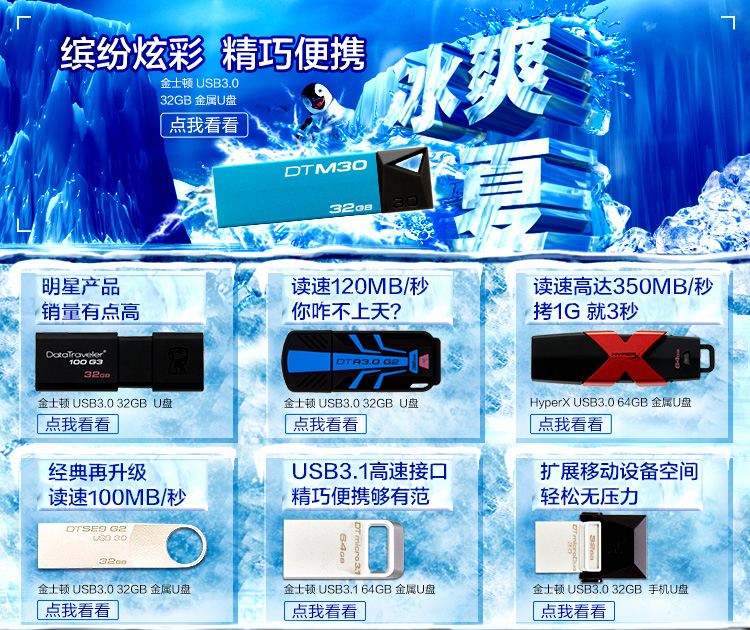 缤纷炫彩 精巧便携
金士顿 USB3.0
32GB 金属U盘
点我看看
冰爽
夏
DTM30
32GB
30
明星产品
销量有点高
DataTraveler
100 G3
32GB
金士顿 USB3.0 32GB U盘
点我看看
读速120MB/秒
你咋不上天?
DTR3.0 G2
金士顿 USB3.0 32GB U盘
点我看看
读速高达350MB/秒
拷1G 就3秒
HYPERX
64GB
HyperX USB3.0 64GB 金属U盘
点我看看
经典再升级
读速100MB/秒
DTSE9 G2
USB 3.0
32GB
金士顿 USB3.0 32GB 金属U盘
点我看看
USB3.1高速接口
精巧便携够有范
DTmicro 3.1
64GB
金士顿 USB3.1 64GB 金属U盘
点我看看
扩展移动设备空间
轻松无压力
32GB
金士顿 USB3.0 32GB 手机U盘
点我看看